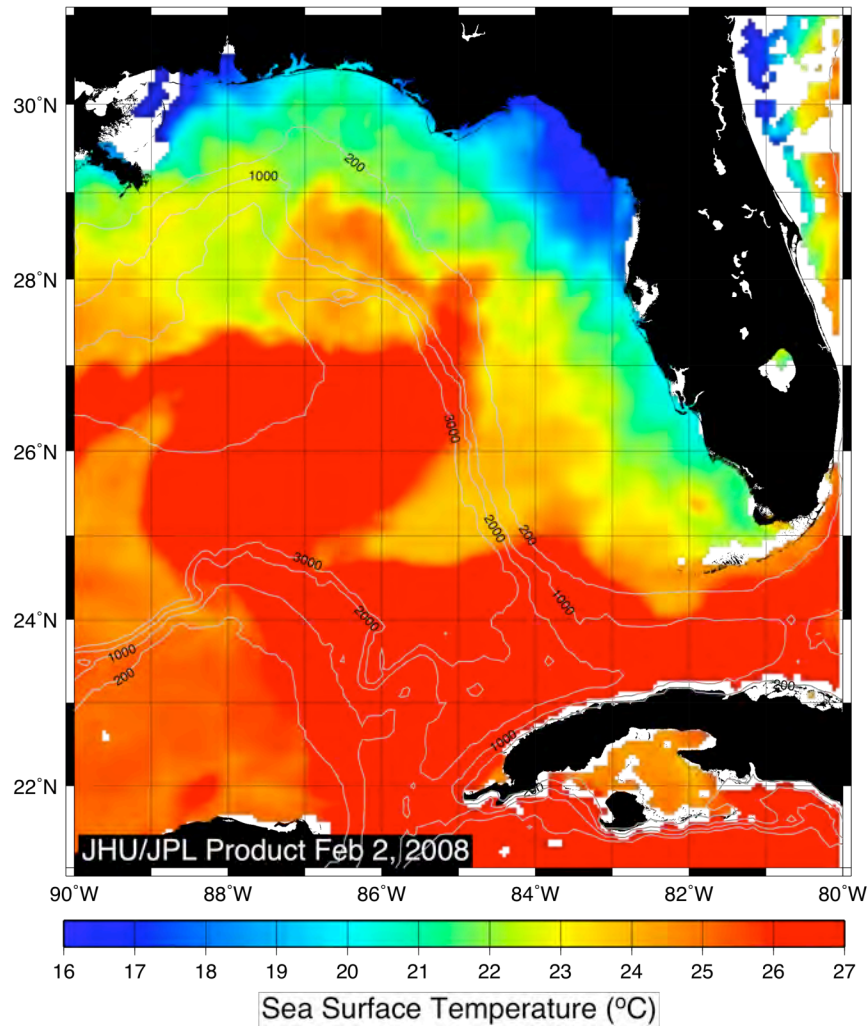 30°N
200
1000
28°N
3000
26°N
2000
200
3000
1000
24°N
2000
1000
200
200
1000
22°N
200
JHU/JPL Product Feb 2, 2008
90°W 88°W 86°W 84°W 82°W 80°W
16 17 18 19 20 21 22 23 24 25 26 27
Sea Surface Temperature (°C)